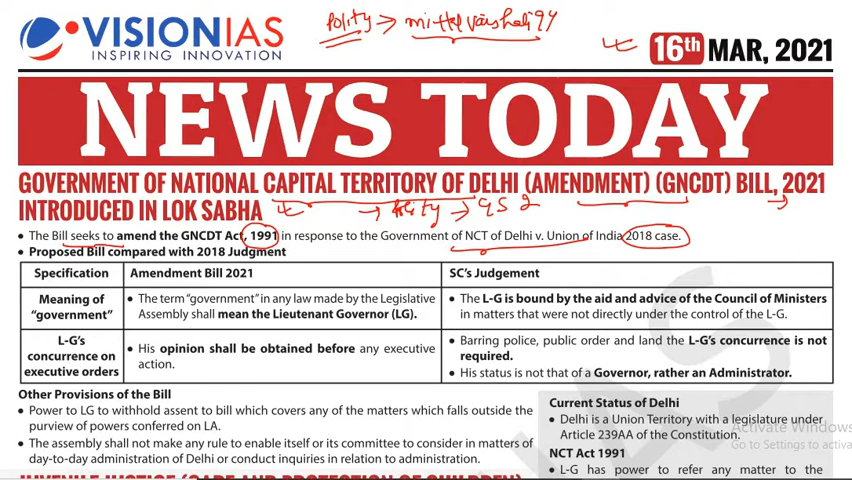 VISIONIAS
INSPIRING INNOVATION
Polity → mittal vaishali 94
16th MAR, 2021
NEWS TODAY
GOVERNMENT OF NATIONAL CAPITAL TERRITORY OF DELHI (AMENDMENT) (GNCDT) BILL, 2021
INTRODUCED IN LOK SABHA
→ Polity → GS 2
• The Bill seeks to amend the GNCDT Act, 1991 in response to the Government of NCT of Delhi v. Union of India 2018 case.
• Proposed Bill compared with 2018 Judgment
Specification Amendment Bill 2021 SC's Judgement
Meaning of "government"
• The term "government" in any law made by the Legislative
Assembly shall mean the Lieutenant Governor (LG).
• The L-G is bound by the aid and advice of the Council of Ministers
in matters that were not directly under the control of the L-G.
L-G's
concurrence on
executive orders
• His opinion shall be obtained before any executive
action.
• Barring police, public order and land the L-G's concurrence is not
required.
• His status is not that of a Governor, rather an Administrator.
Other Provisions of the Bill
• Power to LG to withhold assent to bill which covers any of the matters which falls outside the
purview of powers conferred on LA.
• The assembly shall not make any rule to enable itself or its committee to consider in matters of
day-to-day administration of Delhi or conduct inquiries in relation to administration.
Current Status of Delhi
• Delhi is a Union Territory with a legislature under
Article 239AA of the Constitution.
NCT Act 1991
• L-G has power to refer any matter to the
Activate Windows
Go to Settings to activa
JUVENILE JUSTICE (CARE AND PROTECTION OF CHILDREN)